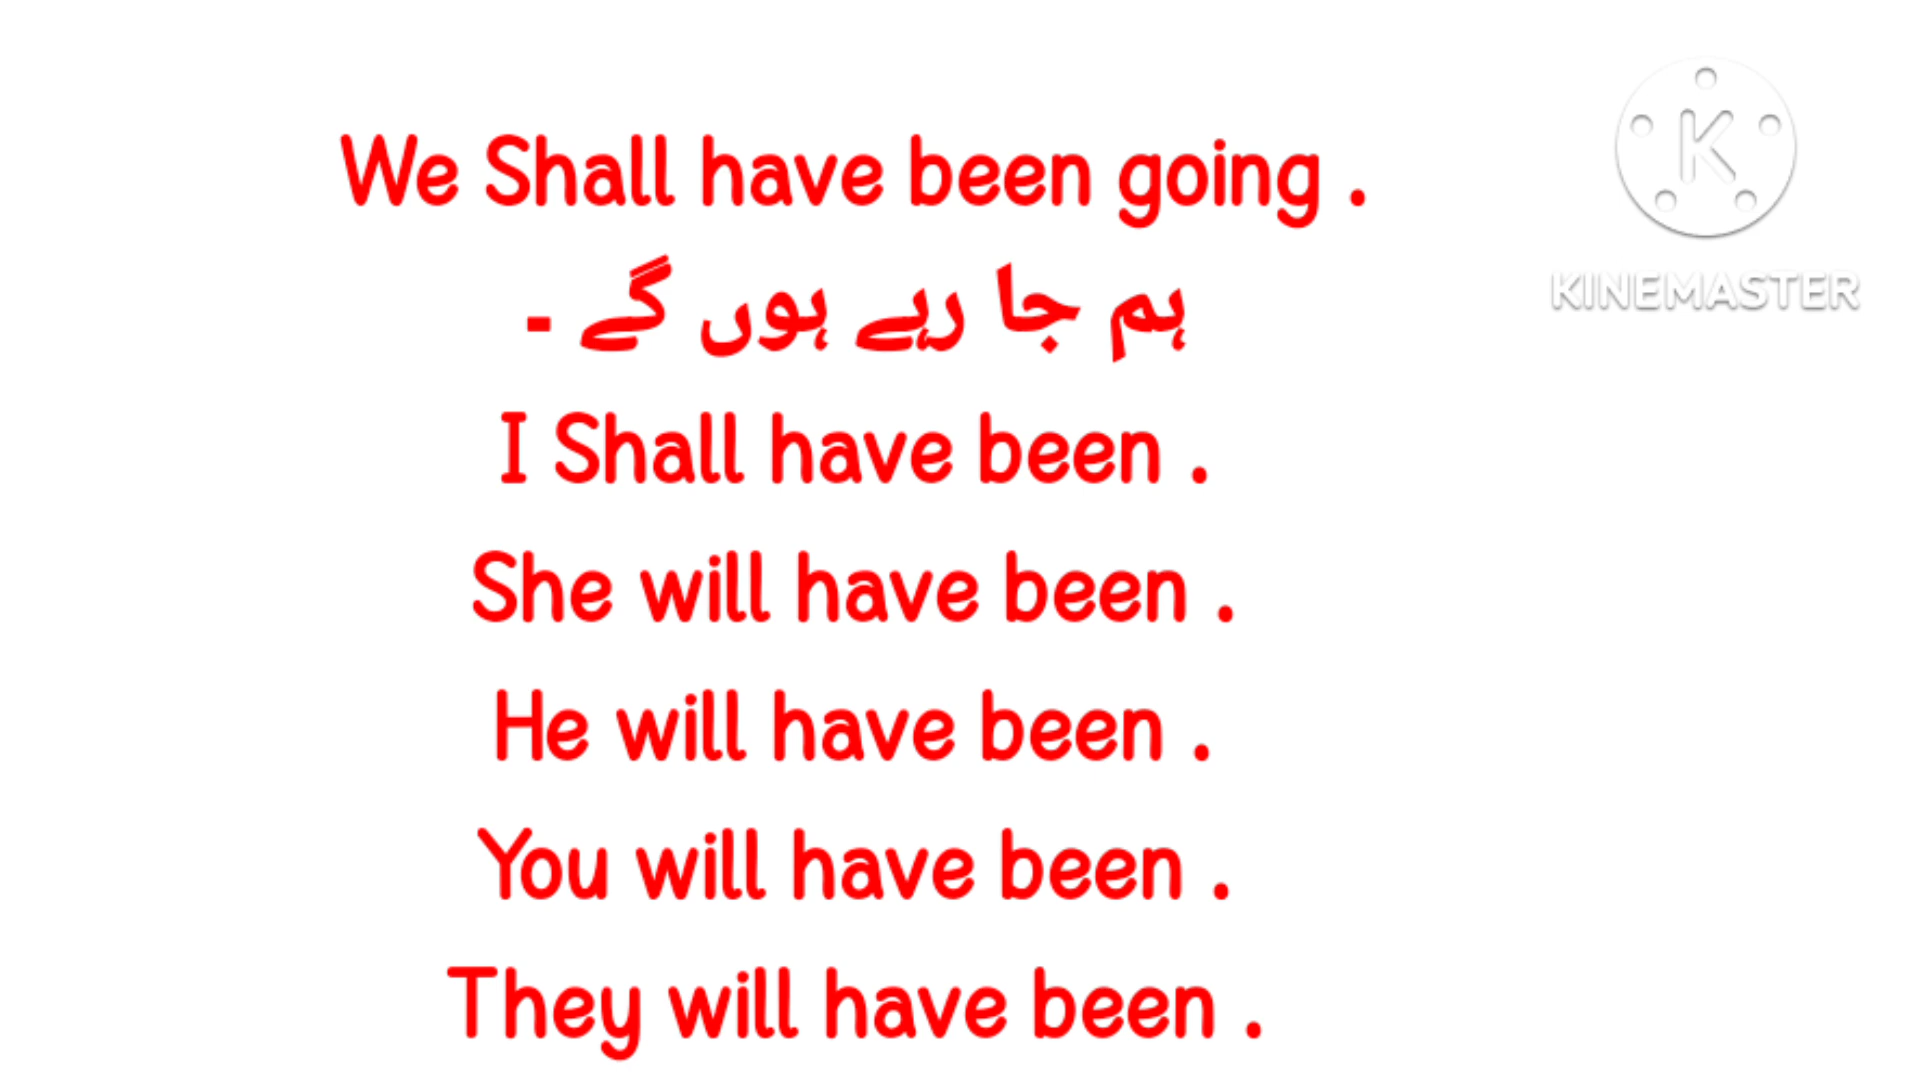 We Shall have been going .
ہم جا رہے ہوں گے ۔
I Shall have been .
She will have been .
He will have been .
You will have been .
They will have been .
K
KINEMASTER